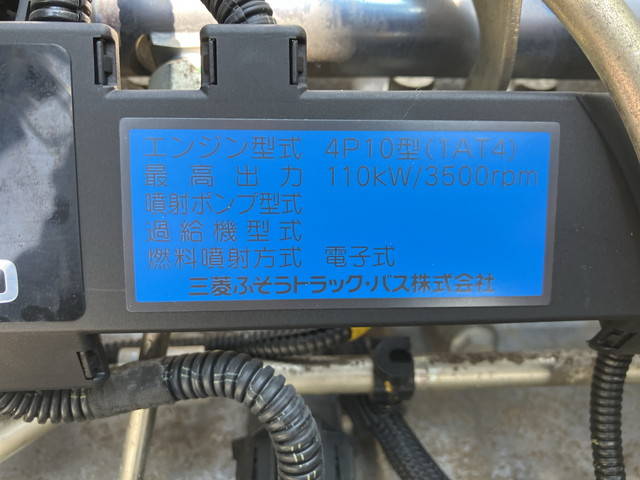 エンジン型式 4P10型(1AT4)
最高出力 110kW/3500rpm
噴射ポンプ型式
過給機型式
燃料噴射方式 電子式
三菱ふそうトラック・バス株式会社